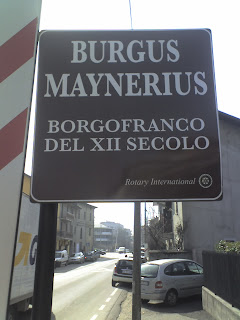 BURGUS
MAYNERIUS
BORGOFRANCO
DEL XII SECOLO
Rotary International